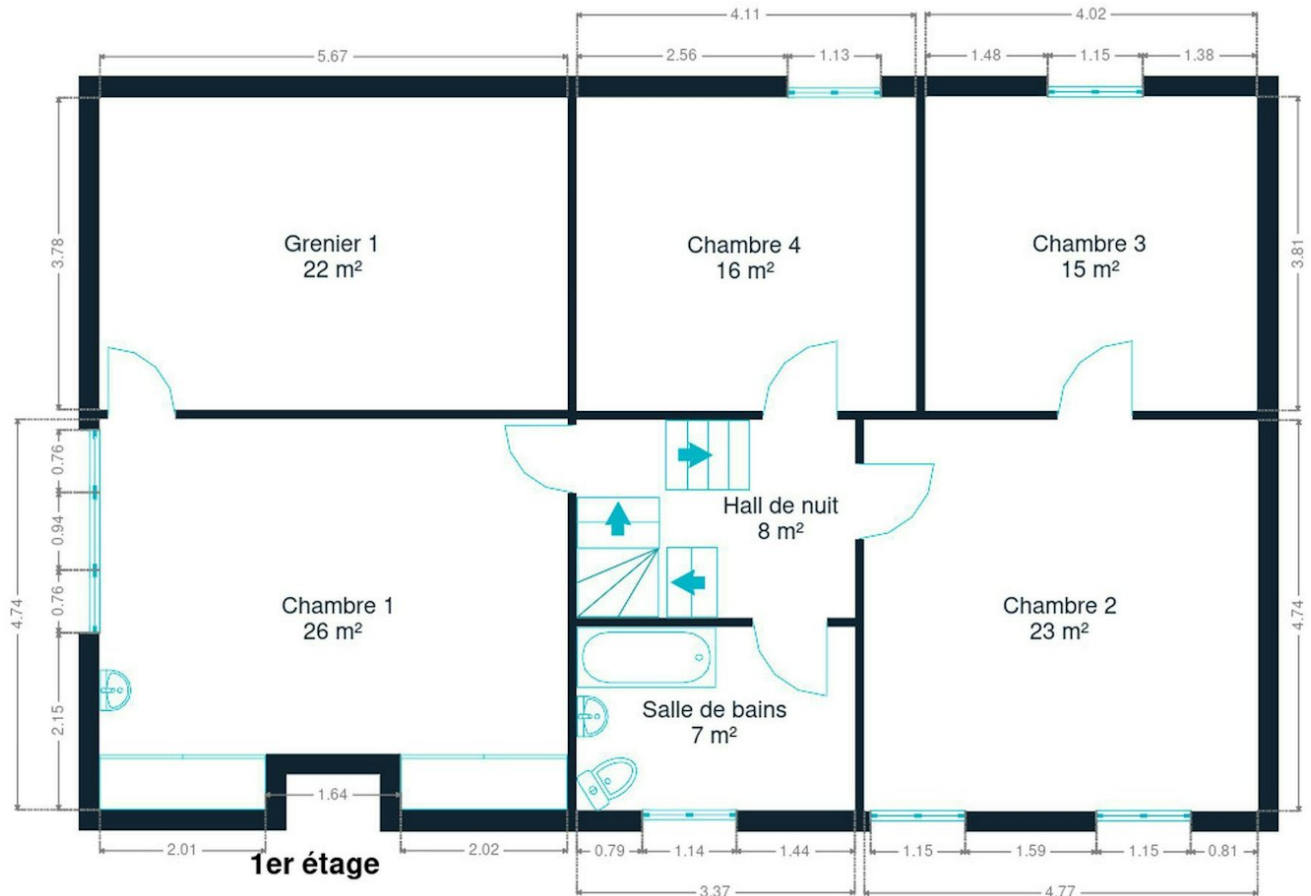 4.11
4.02
5.67
2.56
1.13
1.48
1.15
1.38
3.78
Grenier 1
22 m²
Chambre 4
16 m²
Chambre 3
15 m²
3.81
0.76
0.94
0.76
4.74
2.15
Chambre 1
26 m²
Hall de nuit
8 m²
Chambre 2
23 m²
4.74
Salle de bains
7 m²
1.64
2.01
1er étage
2.02
0.79
1.14
1.44
1.15
1.59
1.15
0.81
3.37
4.77